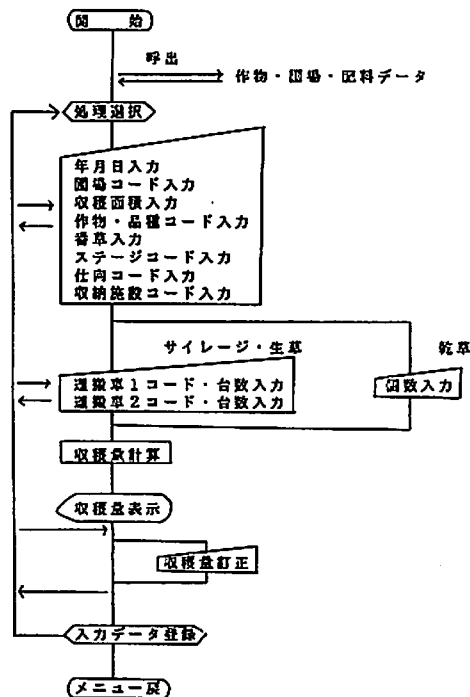 開始
呼出
作物・圃場・肥料データ
処理選択
年月日入力
圃場コード入力
収穫面積入力
作物・品種コード入力
番草入力
ステージコード入力
仕向コード入力
収納施設コード入力
サイレージ・生草
乾草
運搬車1コード・台数入力
運搬車2コード・台数入力
個数入力
収穫量計算
収穫量表示
収穫量訂正
入力データ登録
メニュー戻